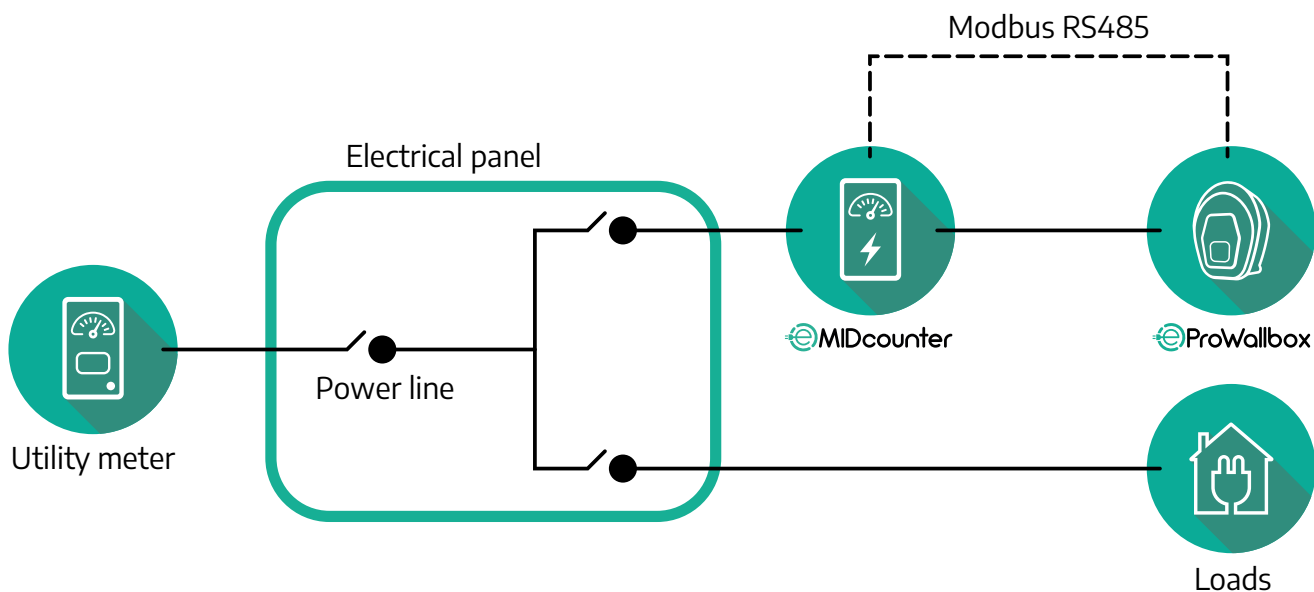 Modbus RS485
Electrical panel
eMIDcounter
eProWallbox
Power line
Utility meter
Loads